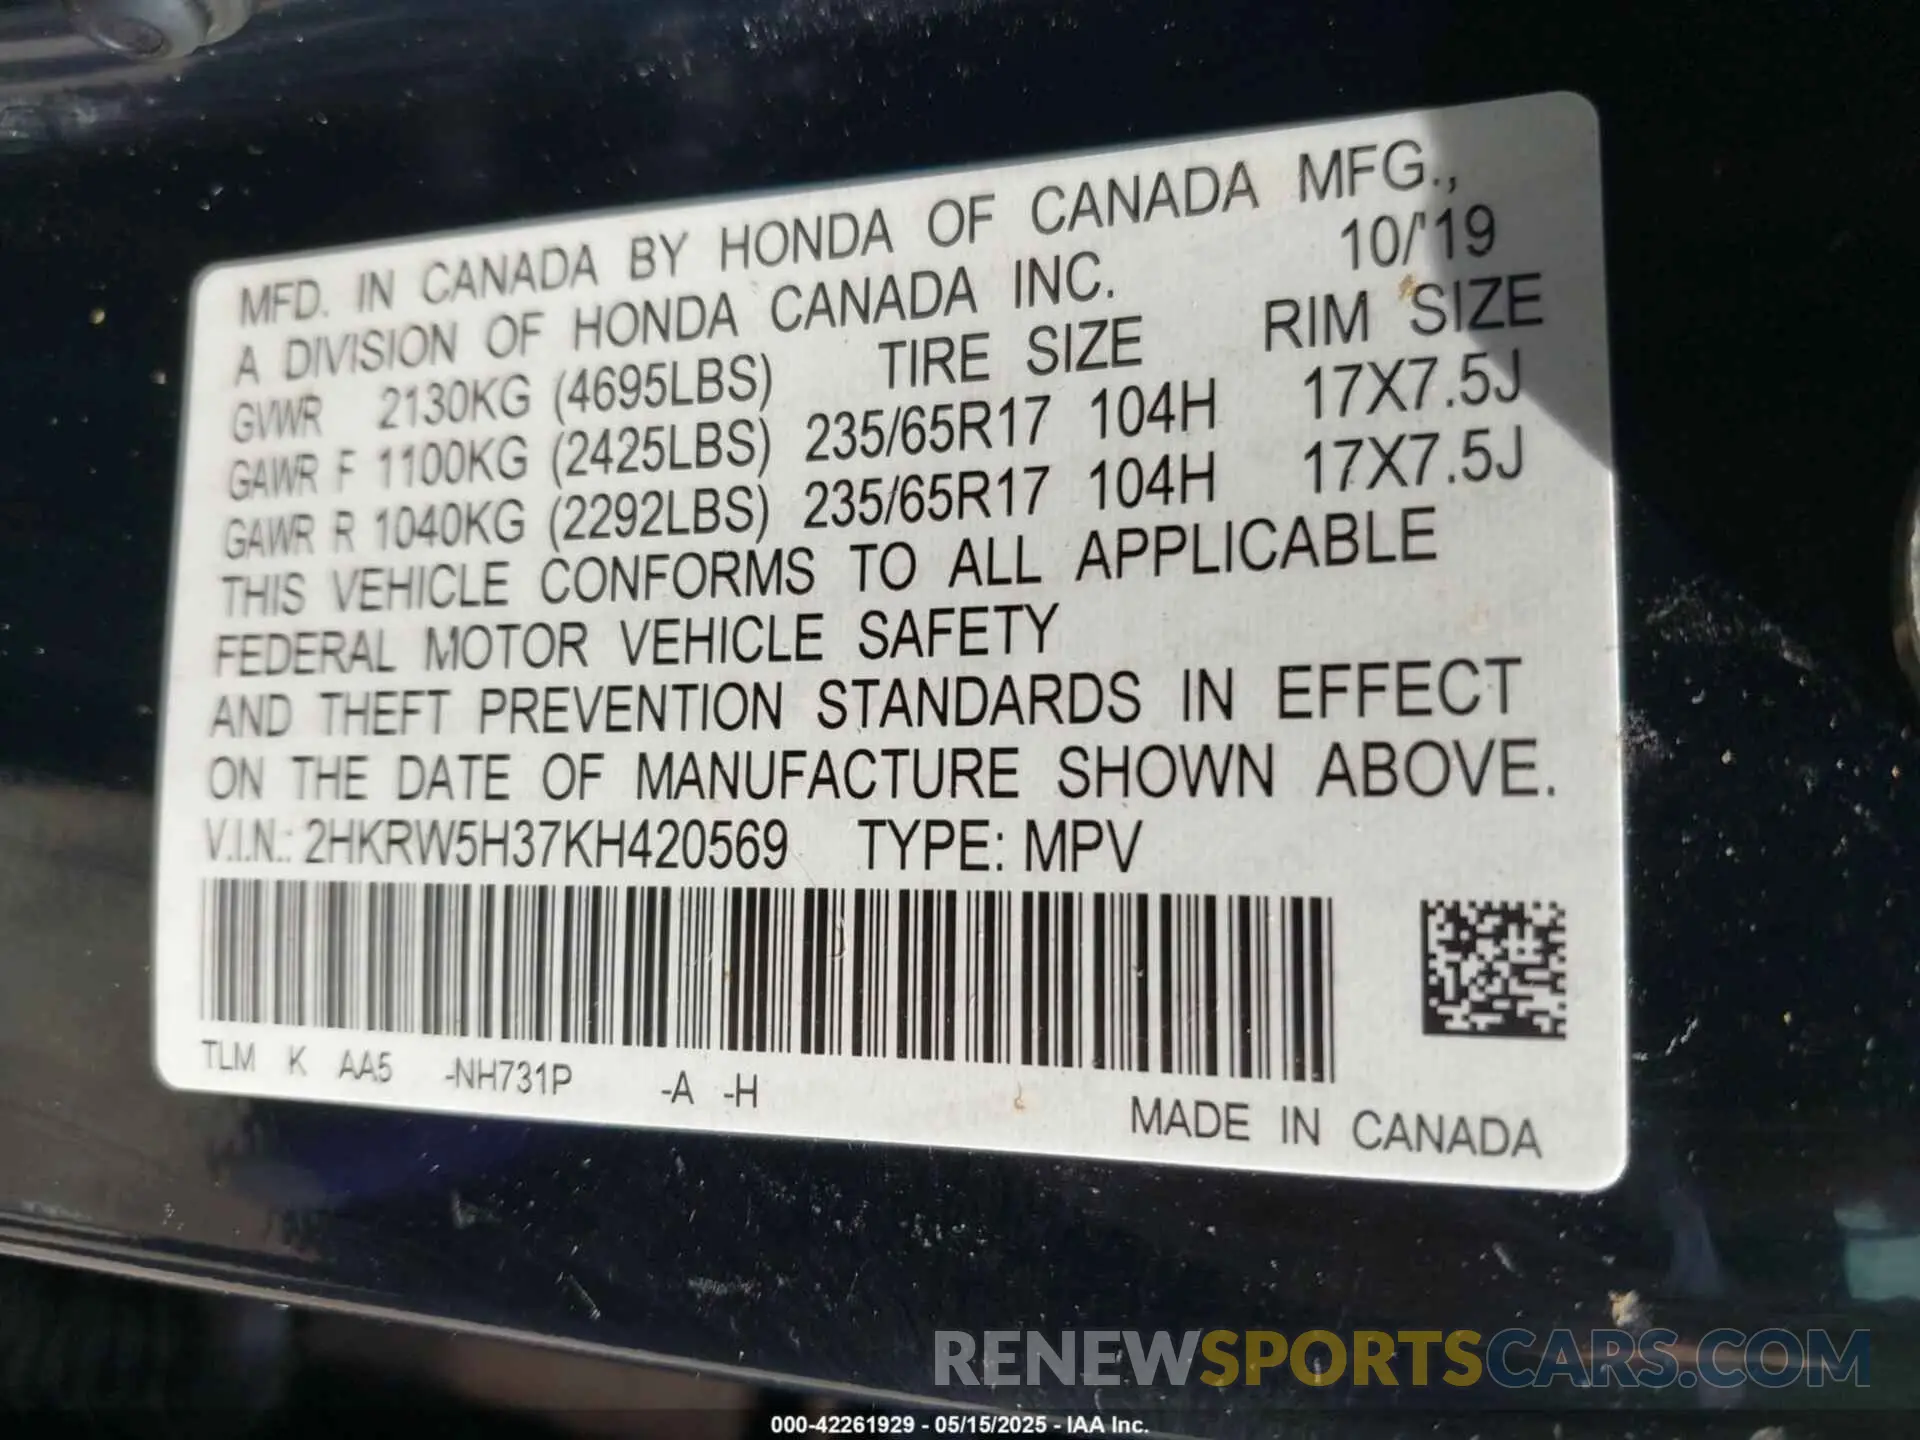 MFD. IN CANADA BY HONDA OF CANADA MFG.,
A DIVISION OF HONDA CANADA INC. 10/'19
GVWR 2130KG (4695LBS) TIRE SIZE RIM SIZE
GAWR F 1100KG (2425LBS) 235/65R17 104H 17X7.5J
GAWR R 1040KG (2292LBS) 235/65R17 104H 17X7.5J
THIS VEHICLE CONFORMS TO ALL APPLICABLE
FEDERAL MOTOR VEHICLE SAFETY
AND THEFT PREVENTION STANDARDS IN EFFECT
ON THE DATE OF MANUFACTURE SHOWN ABOVE.
V.I.N.: 2HKRW5H37KH420569 TYPE: MPV
TLM K AA5 -NH731P -A -H
MADE IN CANADA
RENEWSPORTSCARS.COM
000-42261929 - 05/15/2025 - IAA Inc.